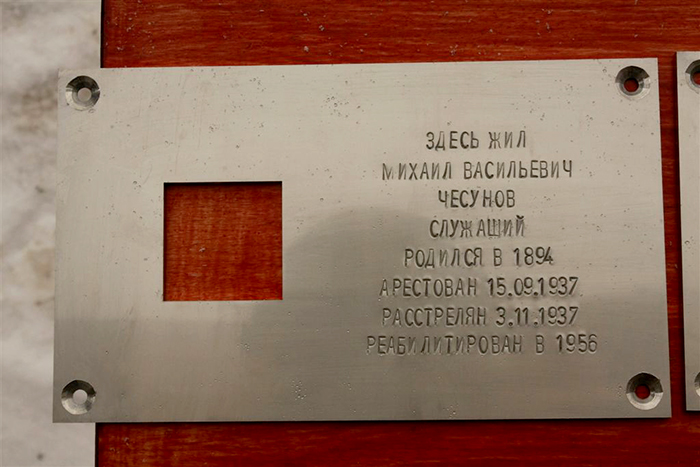 ЗДЕСЬ ЖИЛ
МИХАИЛ ВАСИЛЬЕВИЧ
ЧЕСУНОВ
СЛУЖАЩИЙ
РОДИЛСЯ В 1894
АРЕСТОВАН 15.09.1937
РАССТРЕЛЯН 3.11.1937
РЕАБИЛИТИРОВАН В 1956